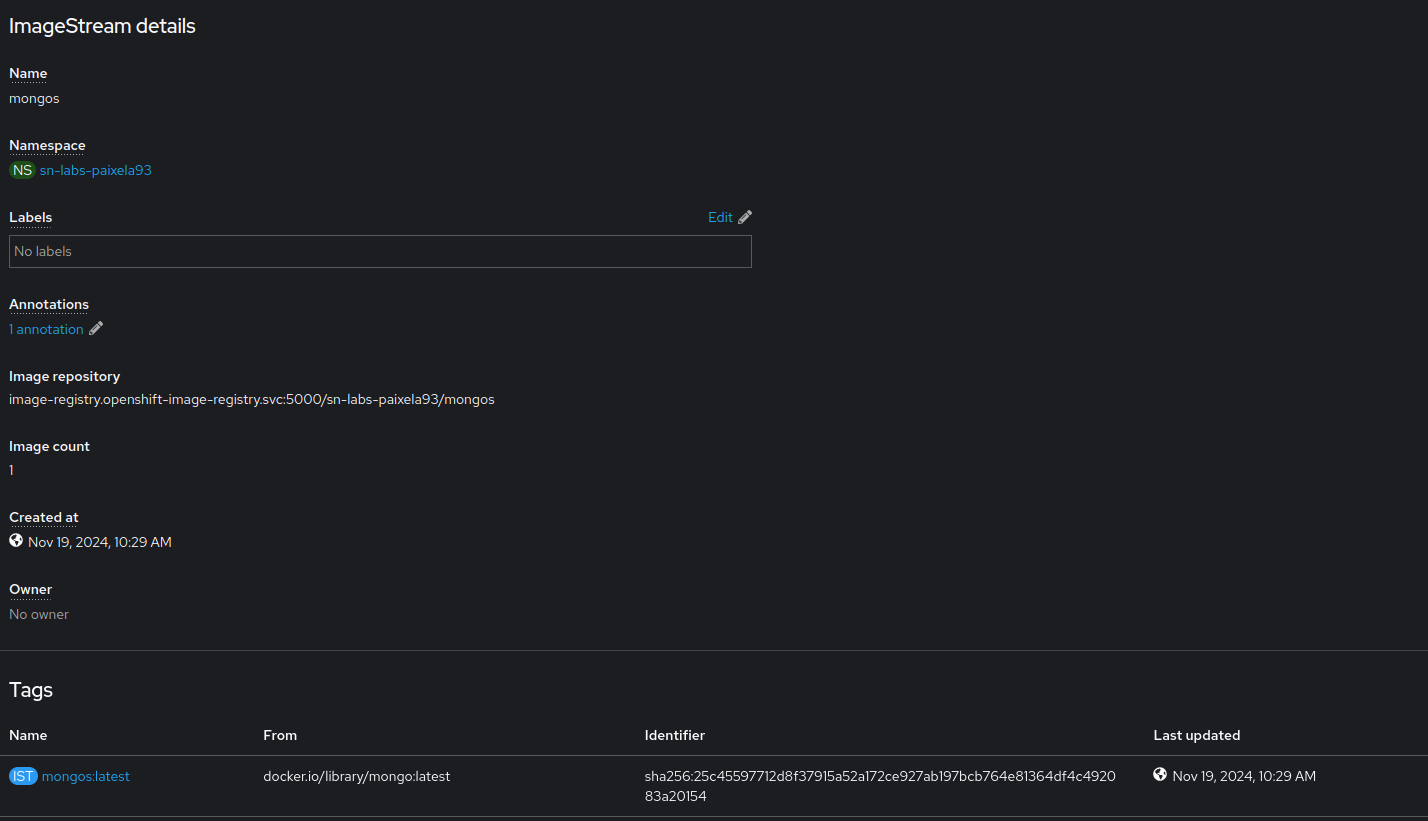 ImageStream details
Name
mongos
Namespace
NS sn-labs-paixela93
Labels
Edit
No labels
Annotations
1 annotation
Image repository
image-registry.openshift-image-registry.svc:5000/sn-labs-paixela93/mongos
Image count
1
Created at
Nov 19, 2024, 10:29 AM
Owner
No owner
Tags
Name From Identifier Last updated
IST mongos:latest docker.io/library/mongo:latest sha256:25c45597712d8f37915a52a172ce927ab197bcb764e81364df4c4920 Nov 19, 2024, 10:29 AM
83a20154